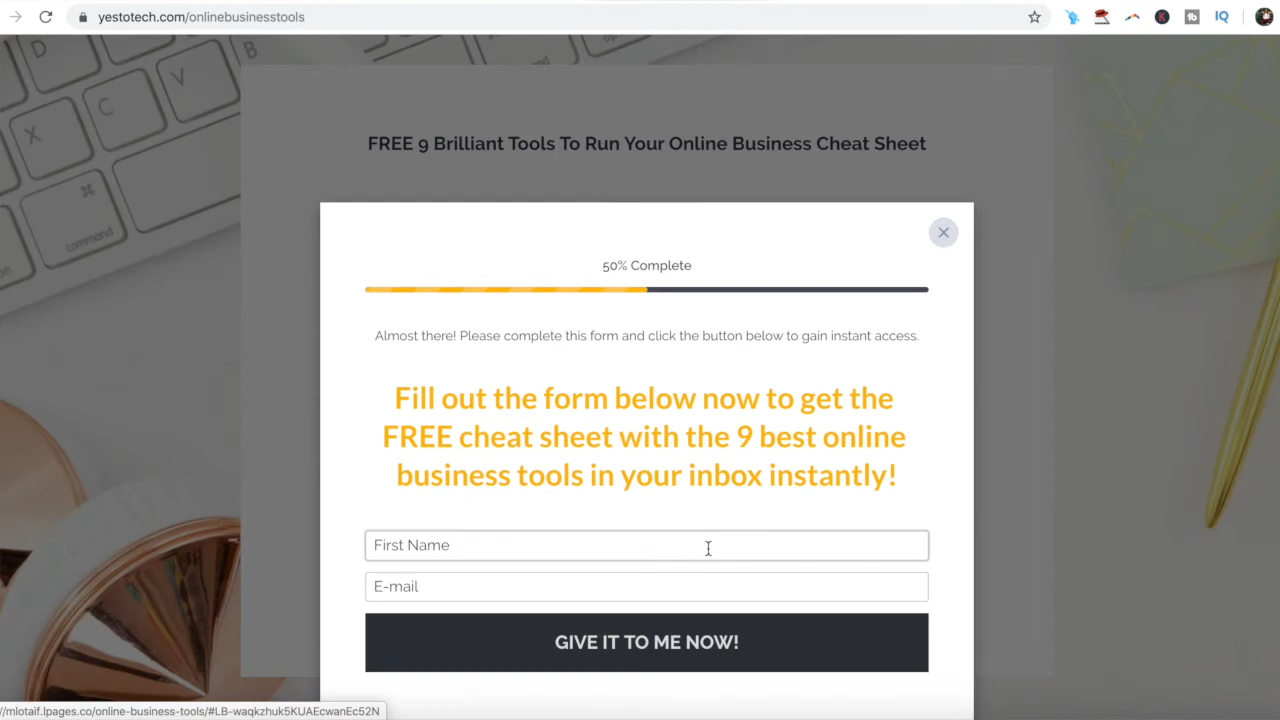 yestotech.com/onlinebusinesstools
K
tb
IQ
D
B
V
C
X
command
FREE 9 Brilliant Tools To Run Your Online Business Cheat Sheet
50% Complete
Almost there! Please complete this form and click the button below to gain instant access.
Fill out the form below now to get the
FREE cheat sheet with the 9 best online
business tools in your inbox instantly!
First Name
E-mail
GIVE IT TO ME NOW!
//mlotaif.lpages.co/online-business-tools/#LB-waqkzhuk5KUAEcwanEc52N